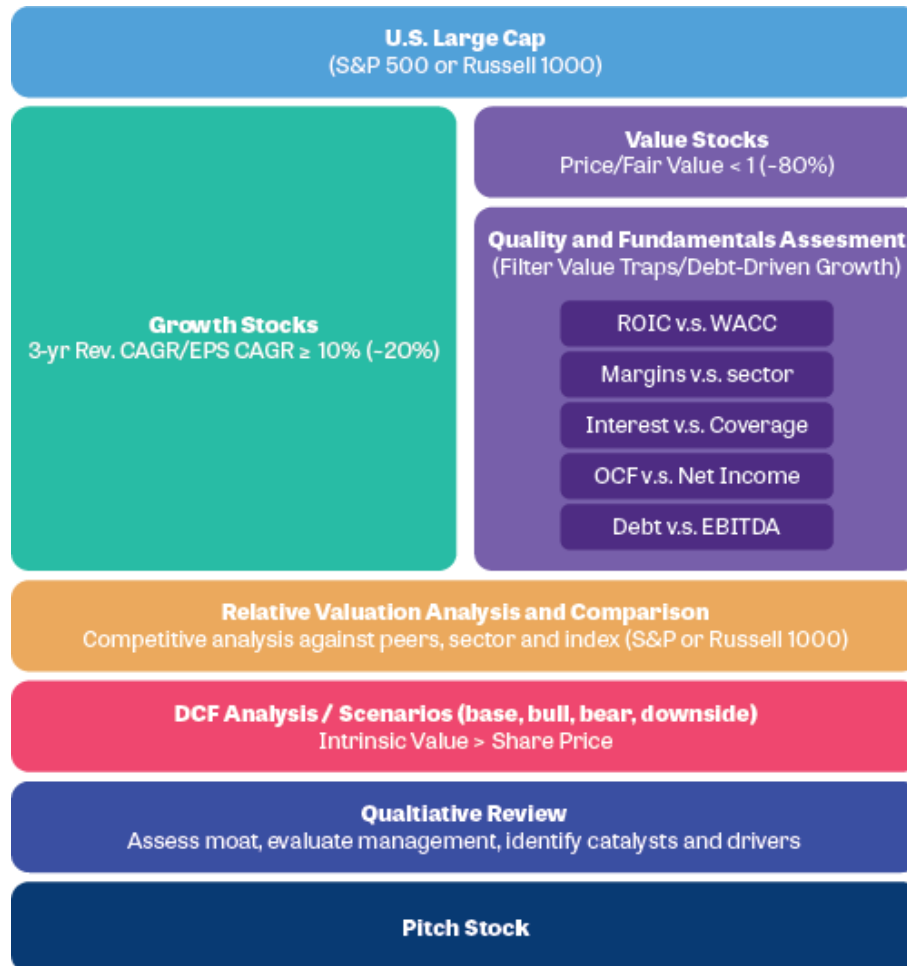 U.S. Large Cap
(S&P 500 or Russell 1000)
Growth Stocks
3-yr Rev. CAGR/EPS CAGR ≥ 10% (~20%)
Value Stocks
Price/Fair Value < 1 (~80%)
Quality and Fundamentals Assesment
(Filter Value Traps/Debt-Driven Growth)
ROIC v.s. WACC
Margins v.s. sector
Interest v.s. Coverage
OCF v.s. Net Income
Debt v.s. EBITDA
Relative Valuation Analysis and Comparison
Competitive analysis against peers, sector and index (S&P or Russell 1000)
DCF Analysis / Scenarios (base, bull, bear, downside)
Intrinsic Value > Share Price
Qualtiative Review
Assess moat, evaluate management, identify catalysts and drivers
Pitch Stock